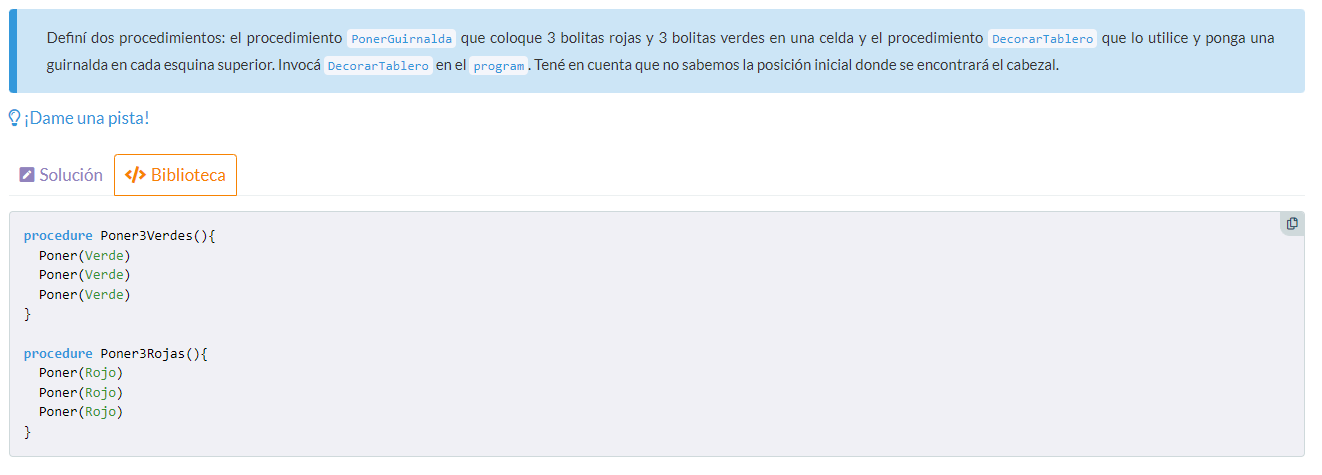 Definí dos procedimientos: el procedimiento PonerGuirnalda que coloque 3 bolitas rojas y 3 bolitas verdes en una celda y el procedimiento DecorarTablero que lo utilice y ponga una
guirnalda en cada esquina superior. Invocá DecorarTablero en el program. Tené en cuenta que no sabemos la posición inicial donde se encontrará el cabezal.
¡Dame una pista!
Solución </> Biblioteca
procedure Poner3Verdes(){
  Poner(Verde)
  Poner(Verde)
  Poner(Verde)
}
procedure Poner3Rojas(){
  Poner(Rojo)
  Poner(Rojo)
  Poner(Rojo)
}